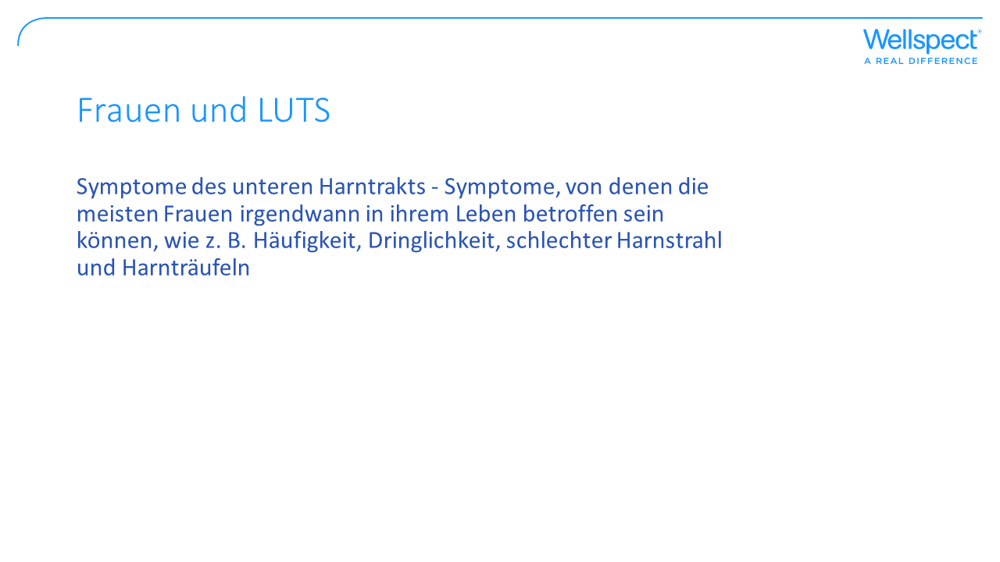 Wellspect®
A REAL DIFFERENCE
Frauen und LUTS
Symptome des unteren Harntrakts - Symptome, von denen die
meisten Frauen irgendwann in ihrem Leben betroffen sein
können, wie z. B. Häufigkeit, Dringlichkeit, schlechter Harnstrahl
und Harnträufeln